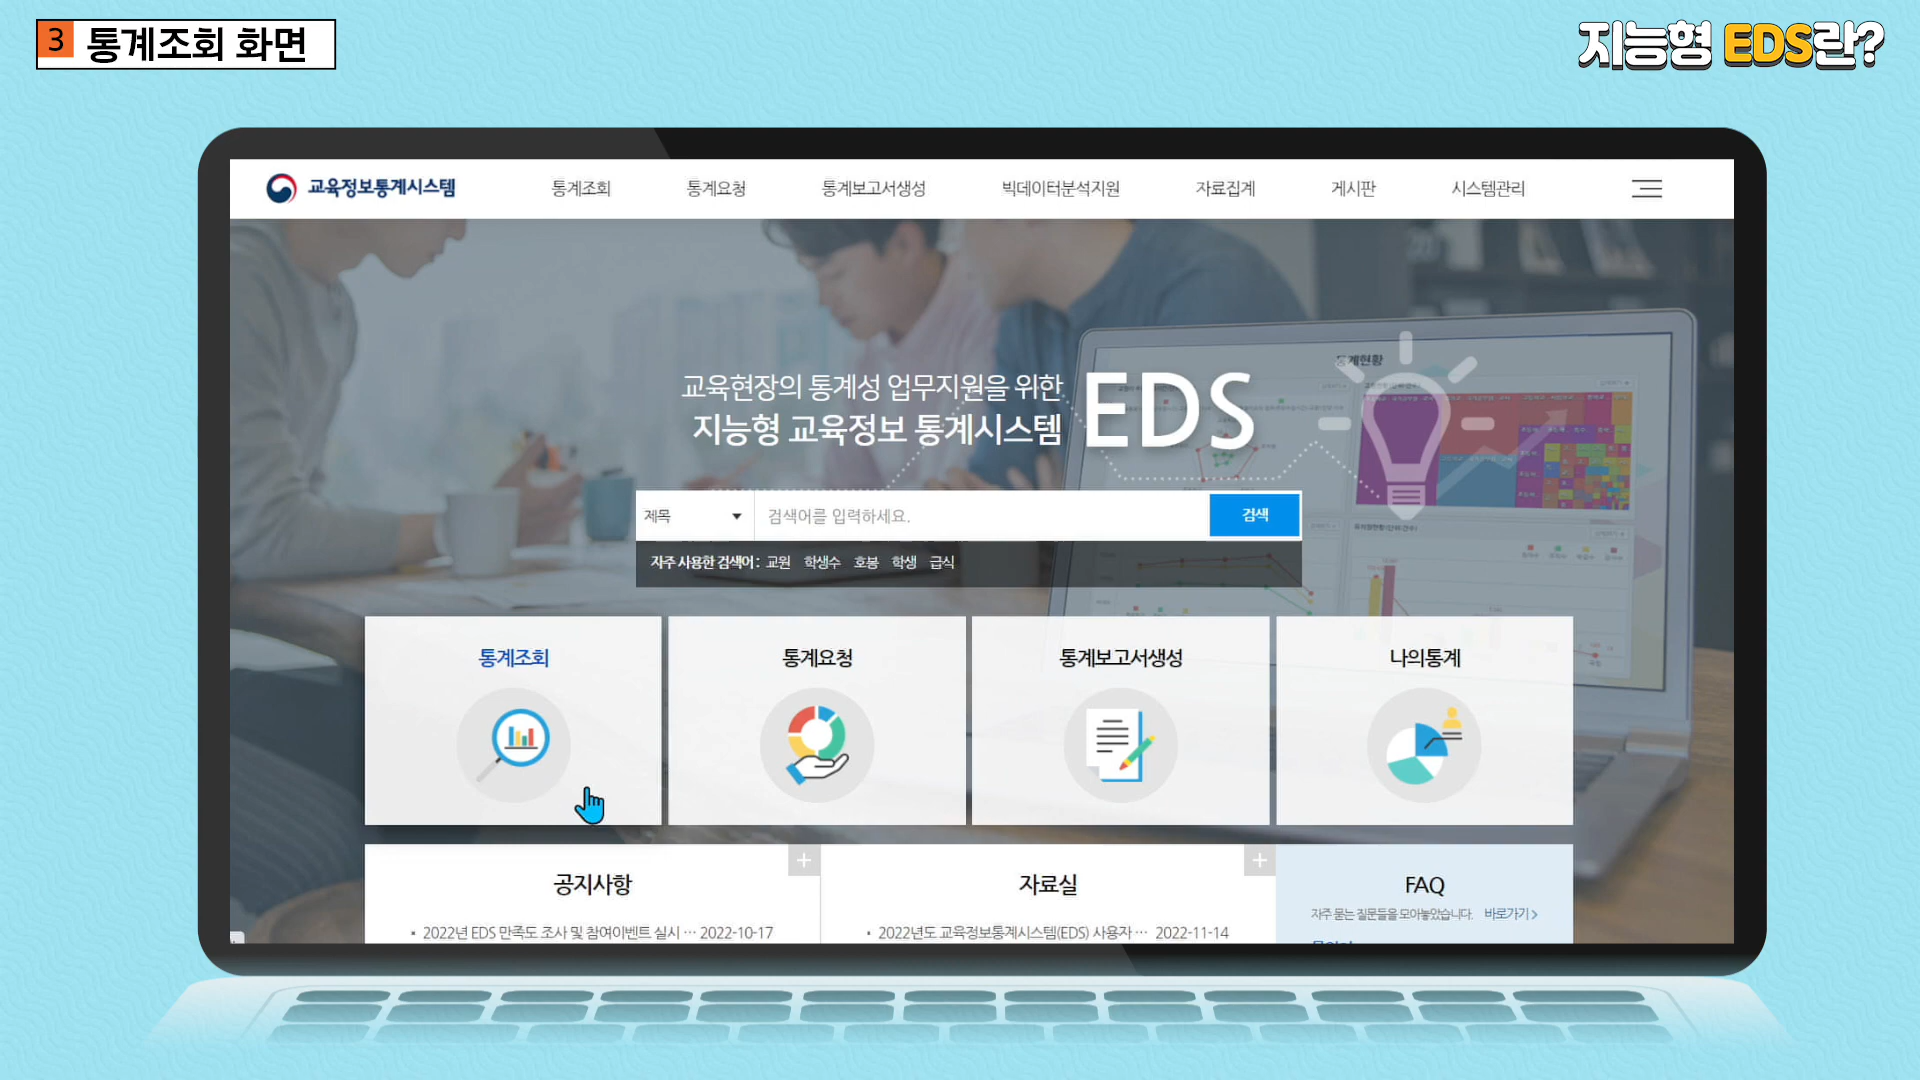 3 통계조회 화면
지능형 EDS란?
교육정보통계시스템
통계조회 통계요청 통계보고서생성 빅데이터분석지원 자료집계 게시판 시스템관리
교육현장의 통계성 업무지원을 위한
지능형 교육정보 통계시스템
EDS
통계현황
제목 검색어를 입력하세요. 검색
자주 사용한 검색어 : 교원 학생수 호봉 학생 급식
통계조회
통계요청
통계보고서생성
나의통계
공지사항
2022년 EDS 만족도 조사 및 참여이벤트 실시 ··· 2022-10-17
자료실
2022년도 교육정보통계시스템(EDS) 사용자 ··· 2022-11-14
FAQ
자주 묻는 질문들을 모아놓았습니다. 바로가기 >